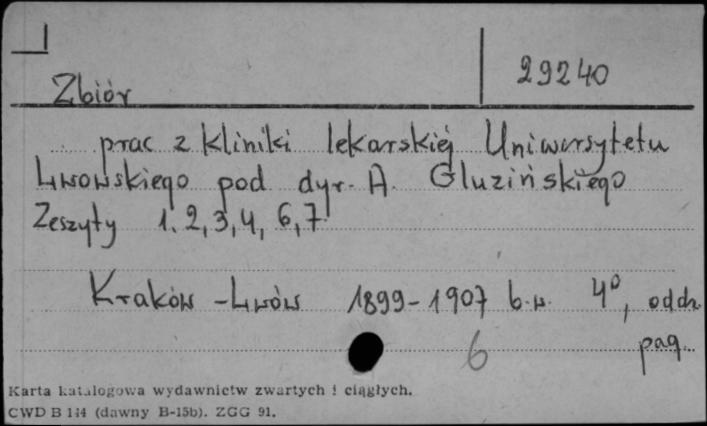 Zbiór 29240
prac z kliniki lekarskiej Uniwersytetu
Lwowskiego pod dyr. A. Gluzińskiego
Zeszyty 1. 2, 3, 4, 6, 7
Kraków - Lwów 1899-1907 b.w. 4°, oddz.
6 pag.
Karta katalogowa wydawnictw zwartych i ciągłych.
CWD B 144 (dawny B-15b). ZGG 91.